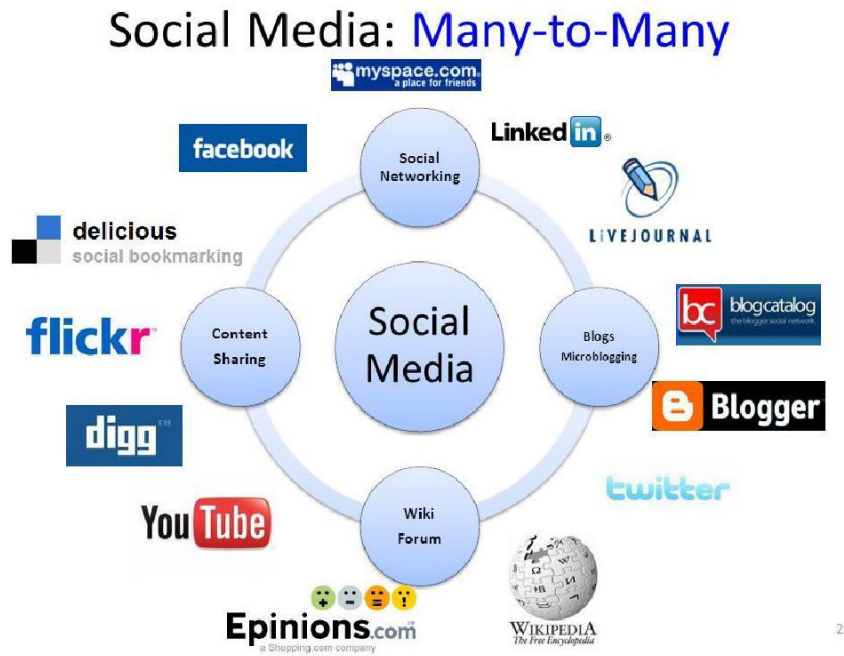 Social Media: Many-to-Many
myspace.com®
a place for friends
facebook
Linked in®
Social
Networking
LiVEJOURNAL
delicious
social bookmarking
bc blogcatalog
the blogger social network.
flickr
Content
Sharing
Social
Media
Blogs
Microblogging
B Blogger
digg™
twitter
YouTube
Wiki
Forum
Epinions.com
a Shopping.com company
Ω W И
WIKIPEDIA
The Free Encyclopedia
2